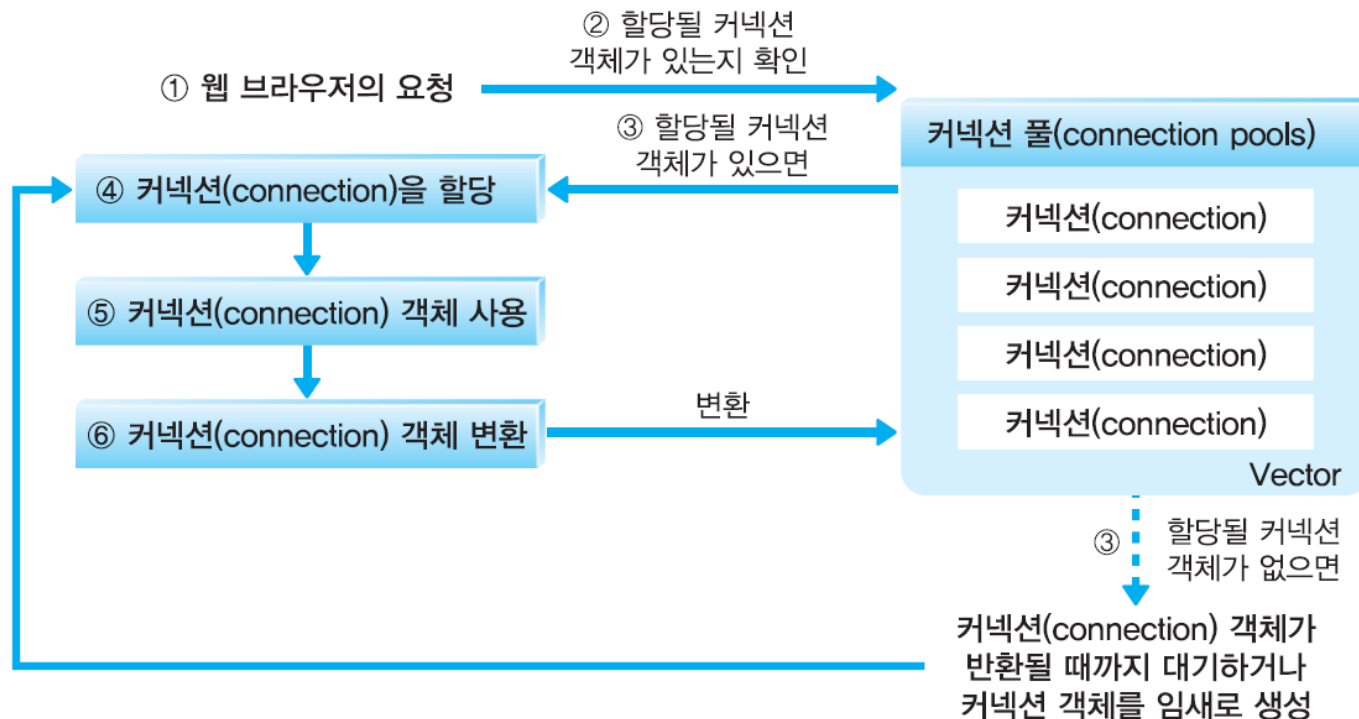 ② 할당될 커넥션
객체가 있는지 확인
① 웹 브라우저의 요청
③ 할당될 커넥션
객체가 있으면
커넥션 풀(connection pools)
④ 커넥션(connection)을 할당
커넥션(connection)
⑤ 커넥션(connection) 객체 사용
커넥션(connection)
커넥션(connection)
⑥ 커넥션(connection) 객체 변환
변환
커넥션(connection)
Vector
③
할당될 커넥션
객체가 없으면
커넥션(connection) 객체가
반환될 때까지 대기하거나
커넥션 객체를 임새로 생성